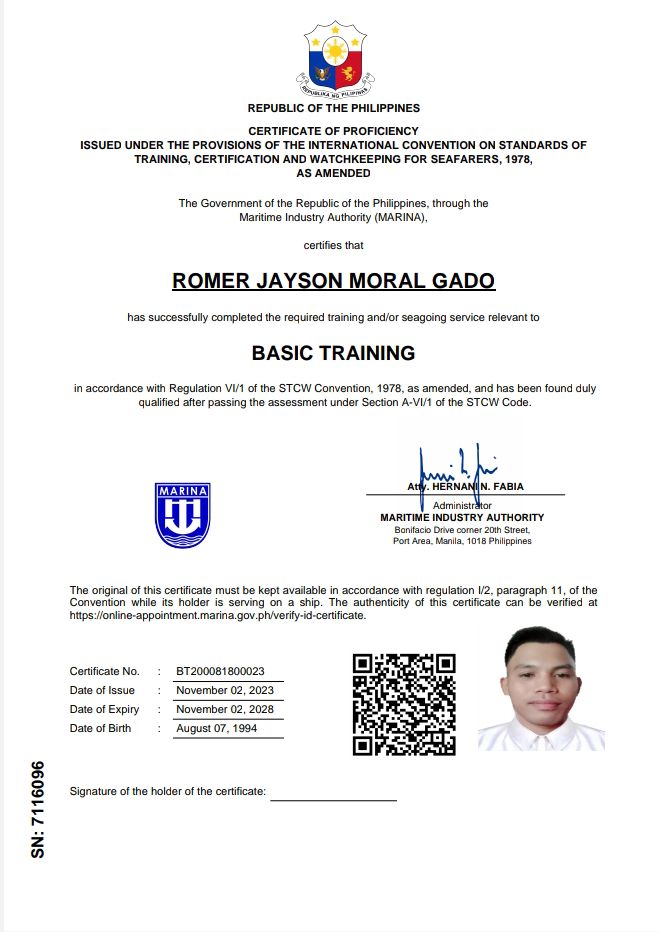 REPUBLIKA NG PILIPINAS
REPUBLIC OF THE PHILIPPINES
CERTIFICATE OF PROFICIENCY
ISSUED UNDER THE PROVISIONS OF THE INTERNATIONAL CONVENTION ON STANDARDS OF
TRAINING, CERTIFICATION AND WATCHKEEPING FOR SEAFARERS, 1978,
AS AMENDED
The Government of the Republic of the Philippines, through the
Maritime Industry Authority (MARINA),
certifies that
ROMER JAYSON MORAL GADO
has successfully completed the required training and/or seagoing service relevant to
BASIC TRAINING
in accordance with Regulation VI/1 of the STCW Convention, 1978, as amended, and has been found duly
qualified after passing the assessment under Section A-VI/1 of the STCW Code.
MARINA
Atty. HERNANI N. FABIA
Administrator
MARITIME INDUSTRY AUTHORITY
Bonifacio Drive corner 20th Street,
Port Area, Manila, 1018 Philippines
The original of this certificate must be kept available in accordance with regulation I/2, paragraph 11, of the
Convention while its holder is serving on a ship. The authenticity of this certificate can be verified at
https://online-appointment.marina.gov.ph/verify-id-certificate.
Certificate No. : BT200081800023
Date of Issue : November 02, 2023
Date of Expiry : November 02, 2028
Date of Birth : August 07, 1994
Signature of the holder of the certificate:
SN: 7116096